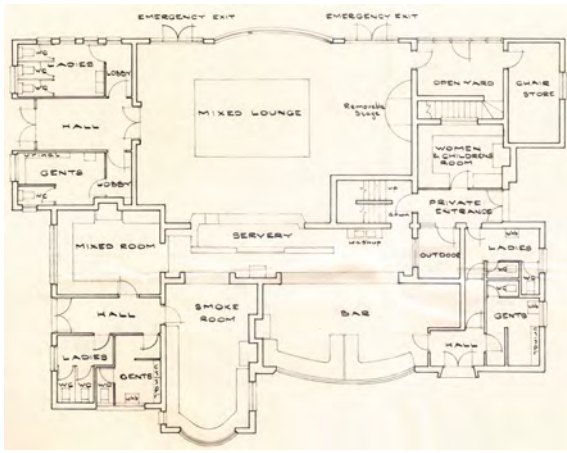 EMERGENCY EXIT
EMERGENCY EXIT
WC
LADIES
LOBBY
WC
WC
HALL
MIXED LOUNGE
Removable
Stage
OPEN YARD
CHAIR
STORE
WOMEN
& CHILDRENS
ROOM
GENTS
WC
LOBBY
UP
DOWN
PRIVATE
ENTRANCE
MIXED ROOM
SERVERY
WASHUP
OUTDOOR
LADIES
WC
WC
HALL
SMOKE
ROOM
BAR
GENTS
HALL
LADIES
WC
WC
WC
GENTS